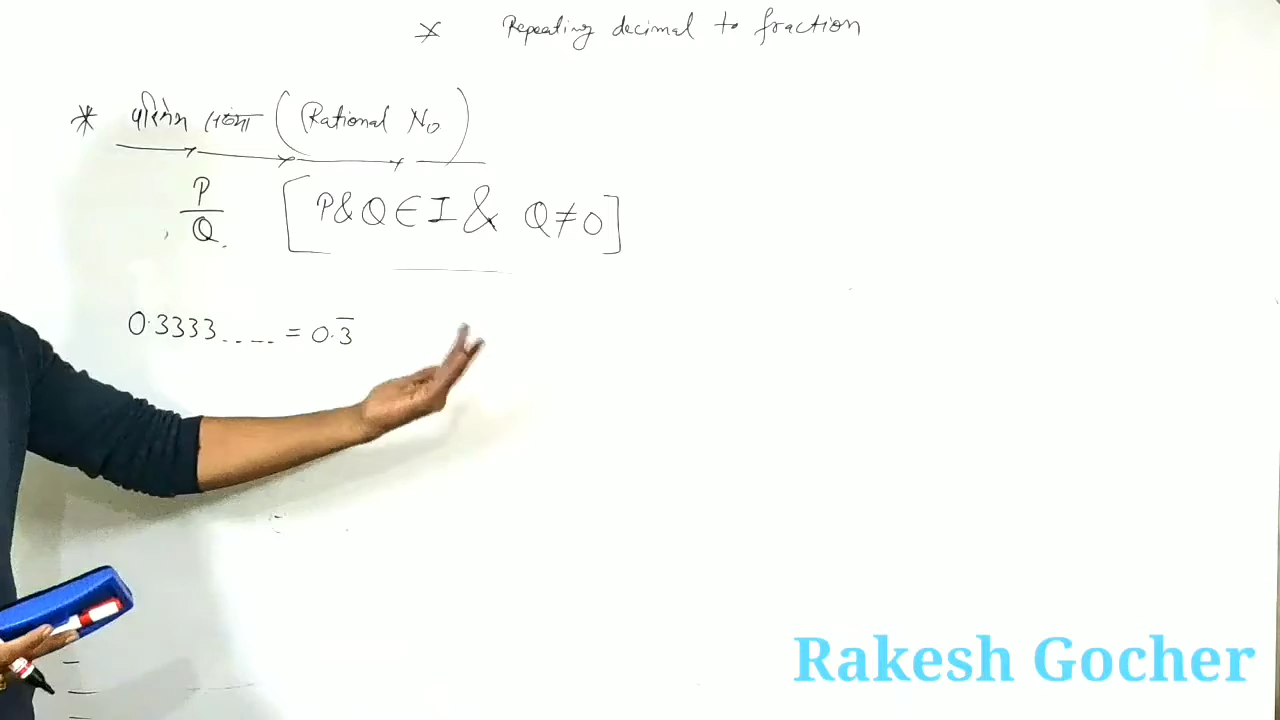 × Repeating decimal to fraction
* परिमेय संख्या (Rational No)
P/Q [P&Q∈I & Q≠0]
0.3333..... = 0.3̅
Rakesh Gocher